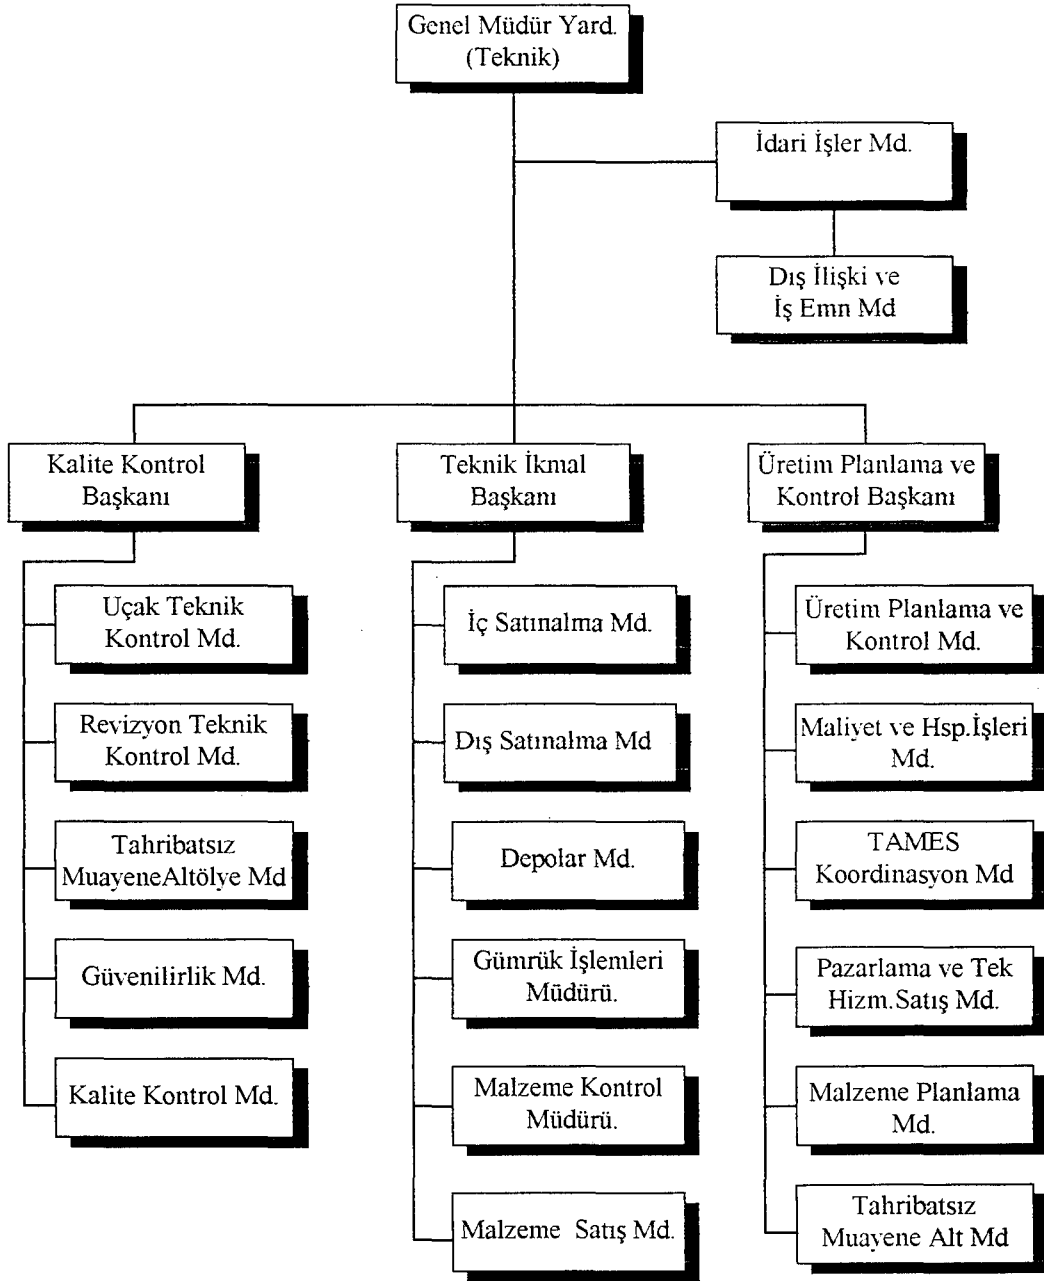 Genel Müdür Yard.
(Teknik)
İdari İşler Md.
Dış İlişki ve
İş Emn Md
Kalite Kontrol
Başkanı
Teknik İkmal
Başkanı
Üretim Planlama ve
Kontrol Başkanı
Uçak Teknik
Kontrol Md.
Revizyon Teknik
Kontrol Md.
Tahribatsız
MuayeneAltölye Md
Güvenilirlik Md.
Kalite Kontrol Md.
İç Satınalma Md.
Dış Satınalma Md
Depolar Md.
Gümrük İşlemleri
Müdürü.
Malzeme Kontrol
Müdürü.
Malzeme Satış Md.
Üretim Planlama ve
Kontrol Md.
Maliyet ve Hsp.İşleri
Md.
TAMES
Koordinasyon Md
Pazarlama ve Tek
Hizm.Satış Md.
Malzeme Planlama
Md.
Tahribatsız
Muayene Alt Md